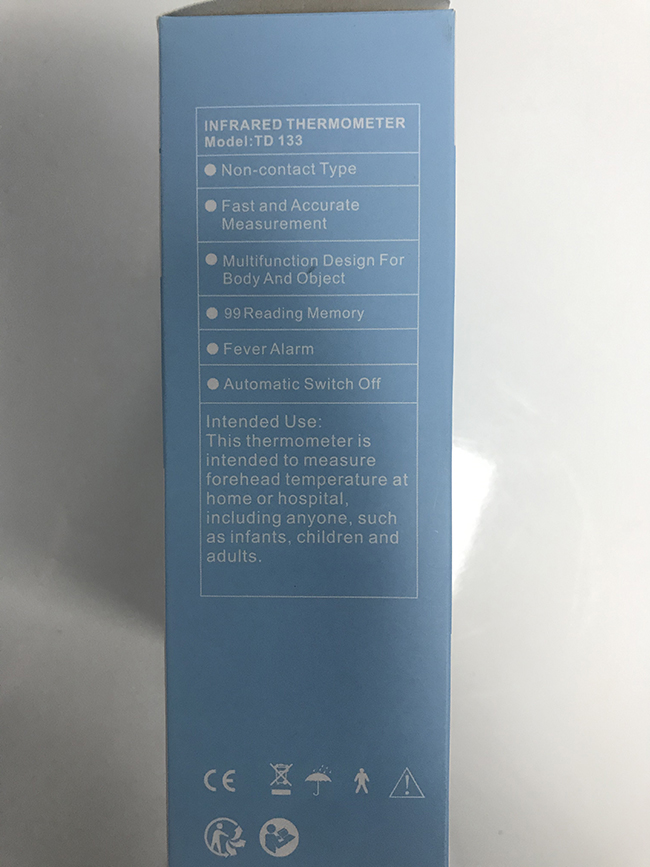 INFRARED THERMOMETER
Model:TD 133
Non-contact Type
Fast and Accurate
Measurement
Multifunction Design For
Body And Object
99 Reading Memory
Fever Alarm
Automatic Switch Off
Intended Use:
This thermometer is
intended to measure
forehead temperature at
home or hospital,
including anyone, such
as infants, children and
adults.
CE